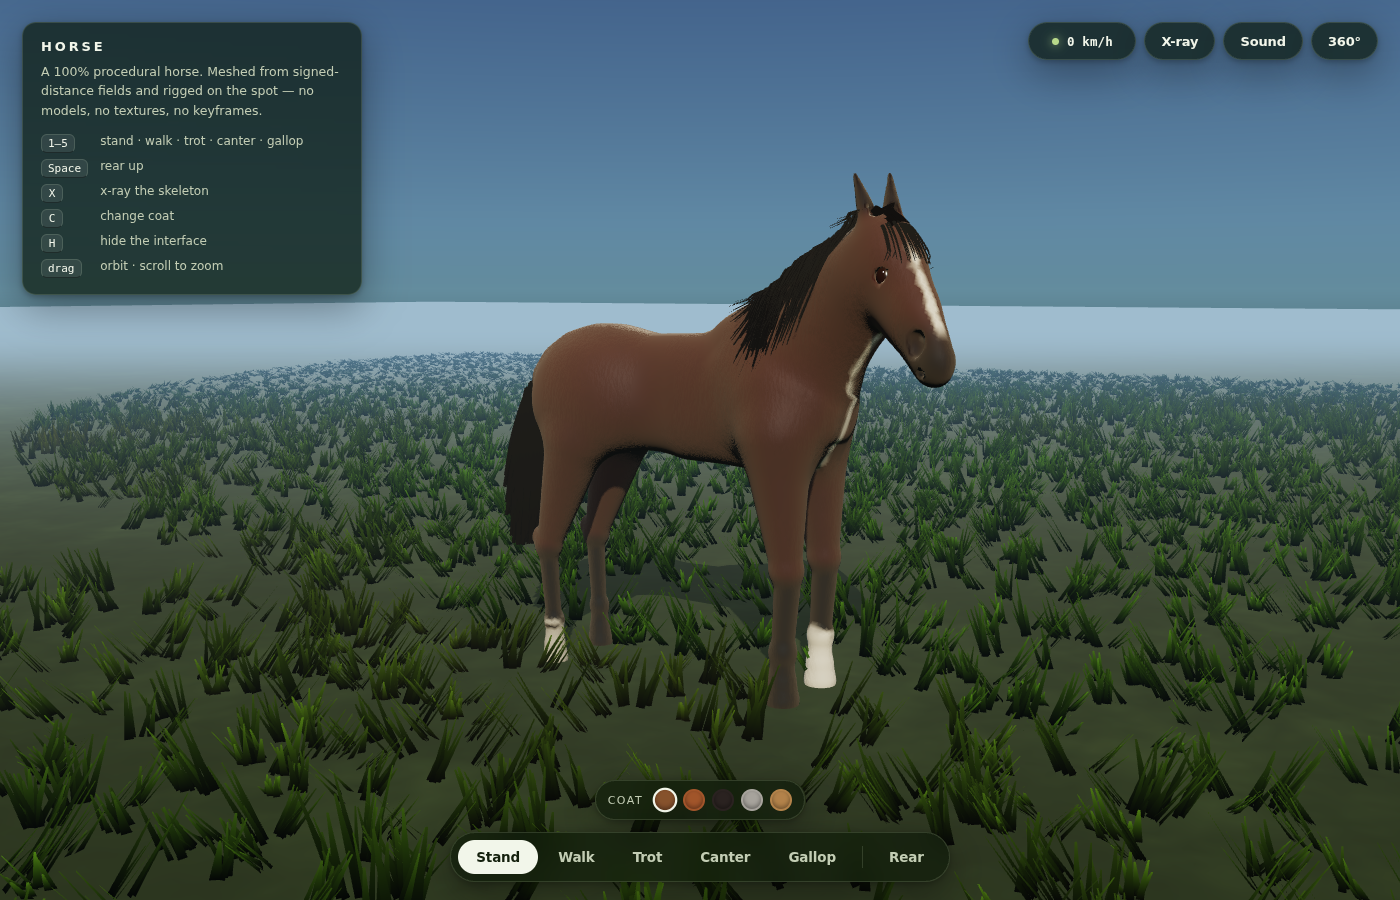 HORSE
A 100% procedural horse. Meshed from signed-
distance fields and rigged on the spot — no
models, no textures, no keyframes.
1–5 stand · walk · trot · canter · gallop
Space rear up
X x-ray the skeleton
C change coat
H hide the interface
drag orbit · scroll to zoom
0 km/h X-ray Sound 360°
COAT
Stand Walk Trot Canter Gallop Rear